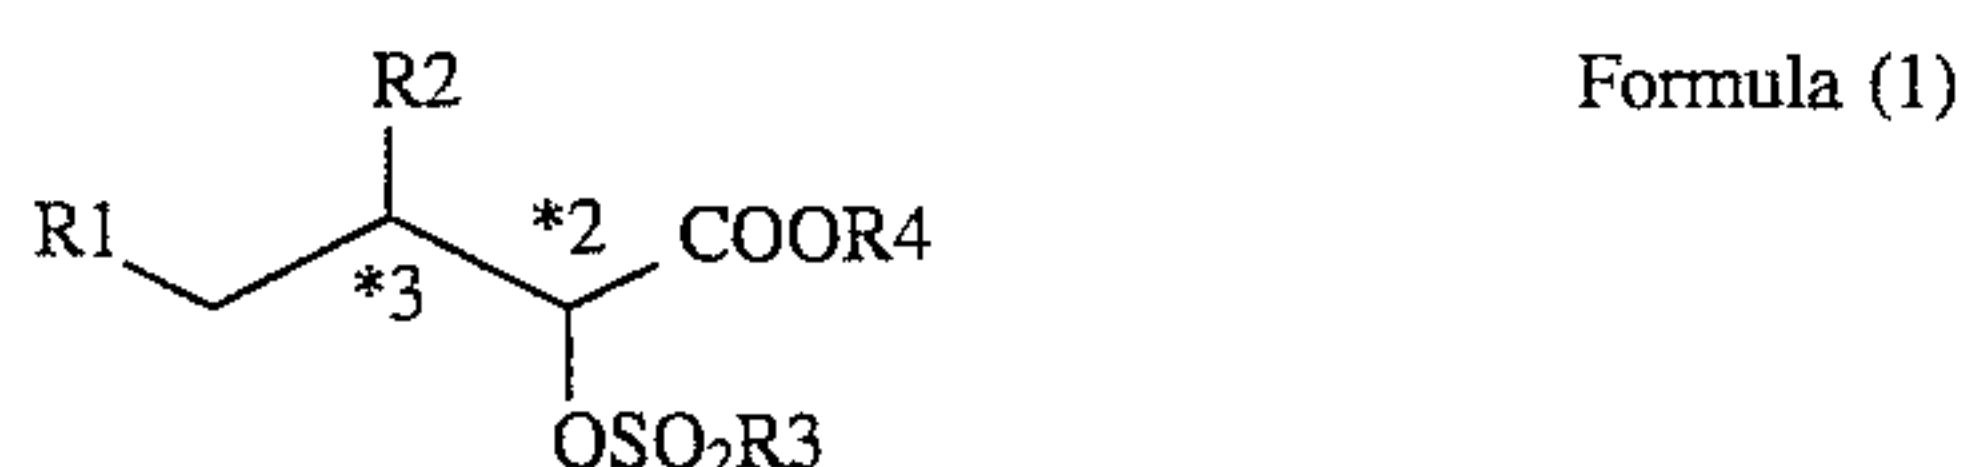 R2
Formula (1)
R1
*2
COOR4
*3
OSO₂R3